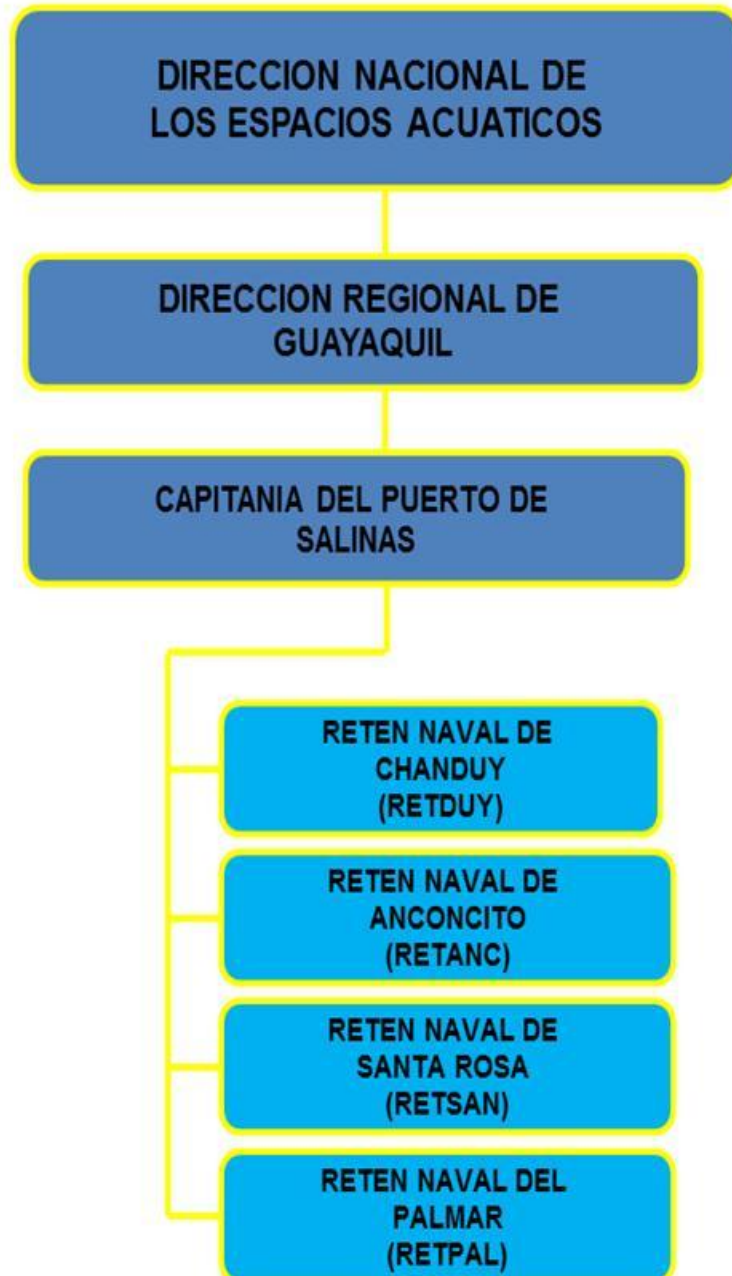 DIRECCION NACIONAL DE
LOS ESPACIOS ACUATICOS
DIRECCION REGIONAL DE
GUAYAQUIL
CAPITANIA DEL PUERTO DE
SALINAS
RETEN NAVAL DE
CHANDUY
(RETDUY)
RETEN NAVAL DE
ANCONCITO
(RETANC)
RETEN NAVAL DE
SANTA ROSA
(RETSAN)
RETEN NAVAL DEL
PALMAR
(RETPAL)